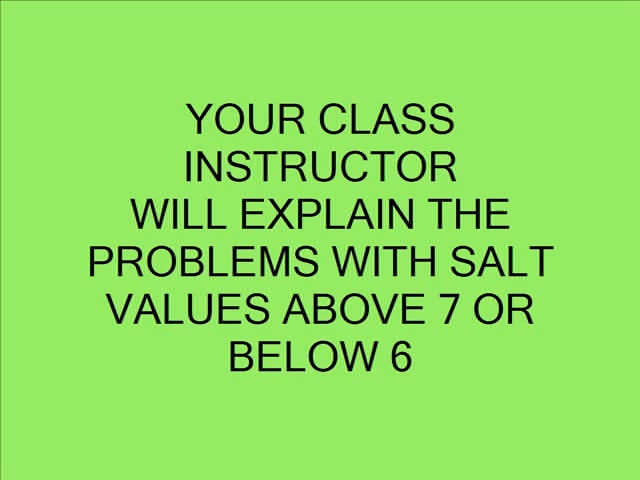 YOUR CLASS
INSTRUCTOR
WILL EXPLAIN THE
PROBLEMS WITH SALT
VALUES ABOVE 7 OR
BELOW 6